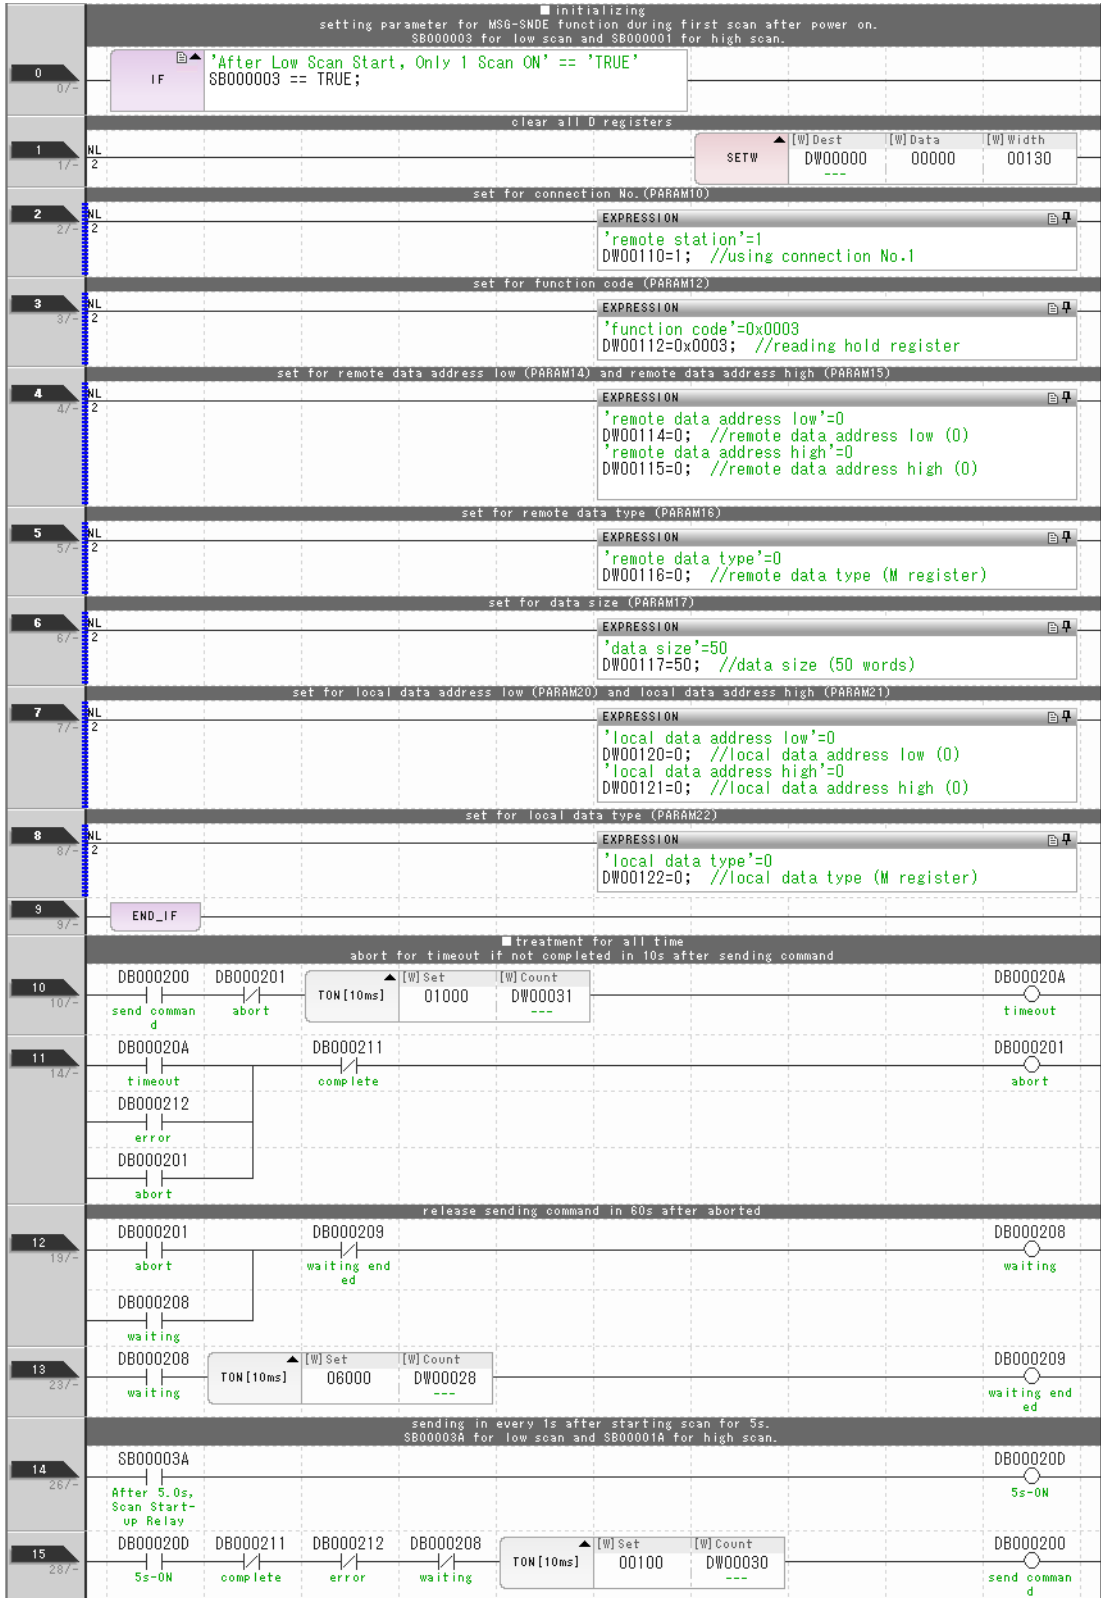 ■initializing
setting parameter for MSG-SNDE function during first scan after power on.
SB000003 for low scan and SB000001 for high scan.
0
0/-
IF
'After Low Scan Start, Only 1 Scan ON' == 'TRUE'
SB000003 == TRUE;
clear all D registers
1
1/-
NL
2
SETW
[W]Dest [W]Data [W]Width
DW00000 00000 00130
---
set for connection No.(PARAM10)
2
2/-
NL
2
EXPRESSION
'remote station'=1
DW00110=1; //using connection No.1
set for function code (PARAM12)
3
3/-
NL
2
EXPRESSION
'function code'=0x0003
DW00112=0x0003; //reading hold register
set for remote data address low (PARAM14) and remote data address high (PARAM15)
4
4/-
NL
2
EXPRESSION
'remote data address low'=0
DW00114=0; //remote data address low (0)
'remote data address high'=0
DW00115=0; //remote data address high (0)
set for remote data type (PARAM16)
5
5/-
NL
2
EXPRESSION
'remote data type'=0
DW00116=0; //remote data type (M register)
set for data size (PARAM17)
6
6/-
NL
2
EXPRESSION
'data size'=50
DW00117=50; //data size (50 words)
set for local data address low (PARAM20) and local data address high (PARAM21)
7
7/-
NL
2
EXPRESSION
'local data address low'=0
DW00120=0; //local data address low (0)
'local data address high'=0
DW00121=0; //local data address high (0)
set for local data type (PARAM22)
8
8/-
NL
2
EXPRESSION
'local data type'=0
DW00122=0; //local data type (M register)
9
9/-
END_IF
■treatment for all time
abort for timeout if not completed in 10s after sending command
10
10/-
DB000200 DB000201 [W]Set [W]Count DB00020A
TON[10ms] 01000 DW00031
---
send comman
d
abort
timeout
11
14/-
DB00020A DB000211 DB000201
timeout complete abort
DB000212
error
DB000201
abort
release sending command in 60s after aborted
12
19/-
DB000201 DB000209 DB000208
abort waiting end
ed
waiting
DB000208
waiting
13
23/-
DB000208 [W]Set [W]Count DB000209
TON[10ms] 06000 DW00028
---
waiting waiting end
ed
sending in every 1s after starting scan for 5s.
SB00003A for low scan and SB00001A for high scan.
14
26/-
SB00003A DB00020D
After 5.0s,
Scan Start-
up Relay
5s-ON
15
28/-
DB00020D DB000211 DB000212 DB000208 [W]Set [W]Count DB000200
TON[10ms] 00100 DW00030
---
5s-ON complete error waiting send comman
d